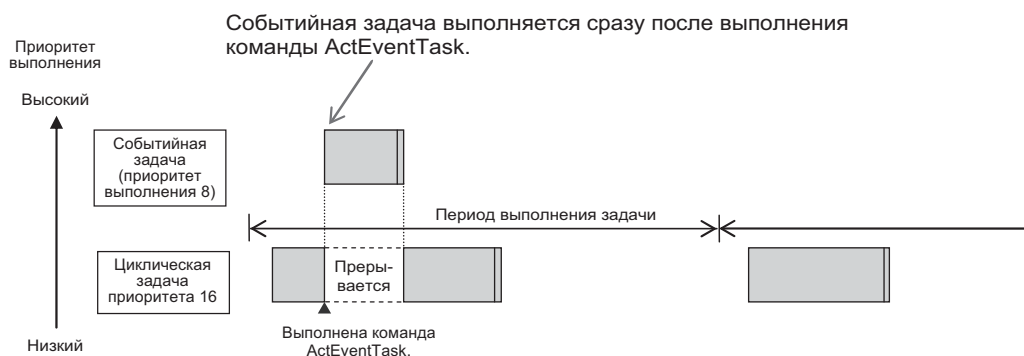 Событийная задача выполняется сразу после выполнения
команды ActEventTask.
Приоритет
выполнения
Высокий
Событийная
задача
(приоритет
выполнения 8)
Период выполнения задачи
Циклическая
задача
приоритета 16
Преры-
вается
Выполнена команда
ActEventTask.
Низкий